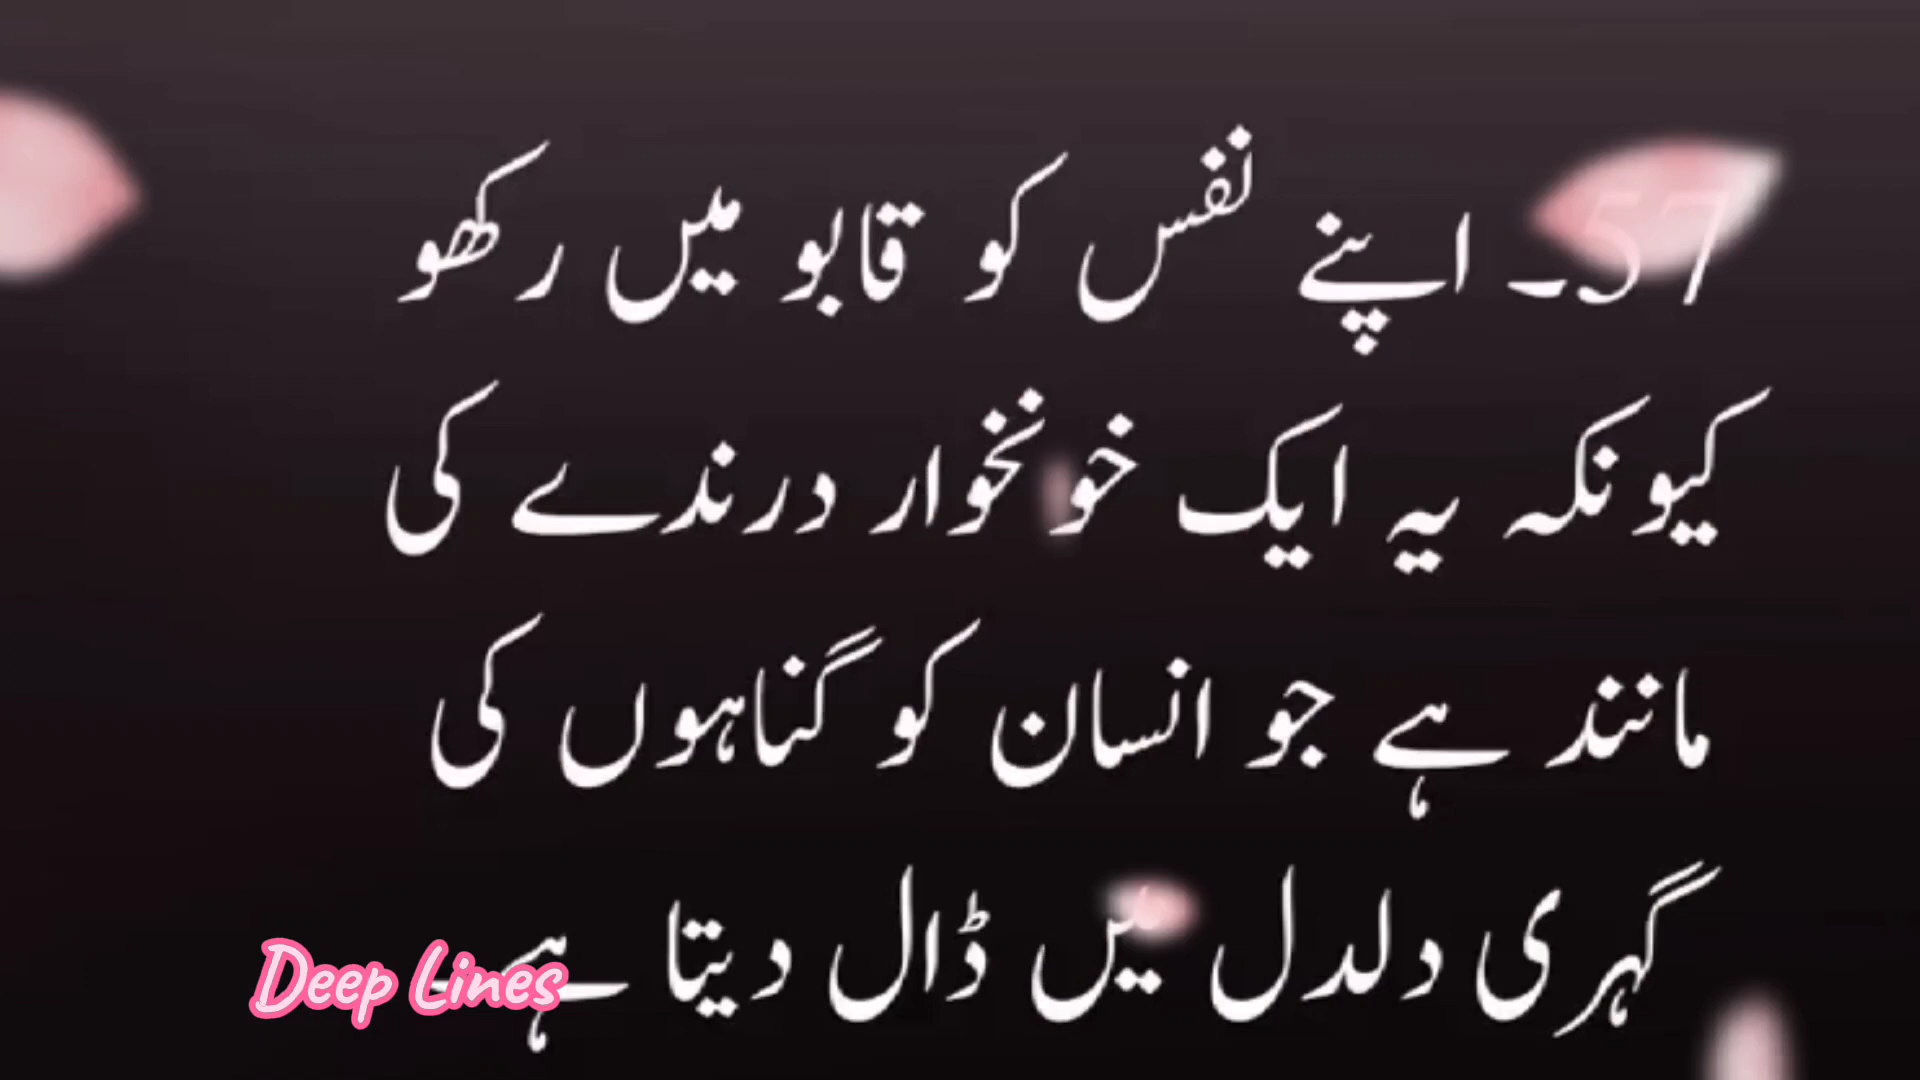 57۔ اپنے نفس کو قابو میں رکھو
کیونکہ یہ ایک خونخوار درندے کی
مانند ہے جو انسان کو گناہوں کی
گہری دلدل میں ڈال دیتا ہے
Deep Lines